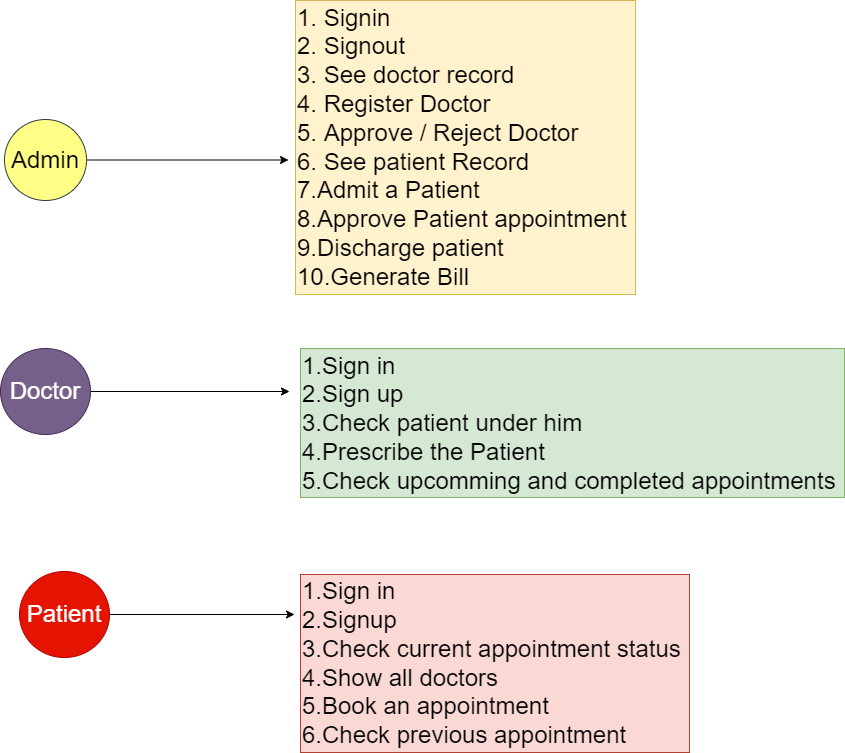 Admin
1. Signin
2. Signout
3. See doctor record
4. Register Doctor
5. Approve / Reject Doctor
6. See patient Record
7.Admit a Patient
8.Approve Patient appointment
9.Discharge patient
10.Generate Bill
Doctor
1.Sign in
2.Sign up
3.Check patient under him
4.Prescribe the Patient
5.Check upcomming and completed appointments
Patient
1.Sign in
2.Signup
3.Check current appointment status
4.Show all doctors
5.Book an appointment
6.Check previous appointment